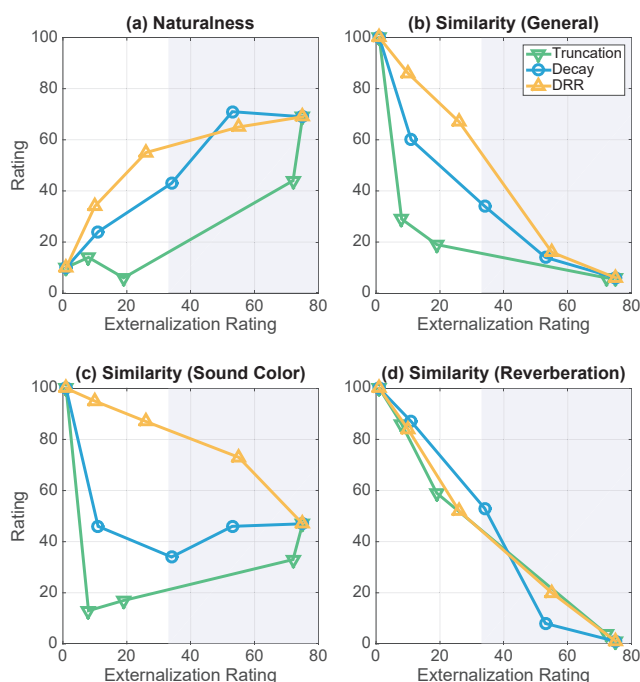 (a) Naturalness
100
80
60
40
20
0
Rating
0 20 40 60 80
Externalization Rating
(b) Similarity (General)
100
80
60
40
20
0
Truncation
Decay
DRR
0 20 40 60 80
Externalization Rating
(c) Similarity (Sound Color)
100
80
60
40
20
0
Rating
0 20 40 60 80
Externalization Rating
(d) Similarity (Reverberation)
100
80
60
40
20
0
0 20 40 60 80
Externalization Rating